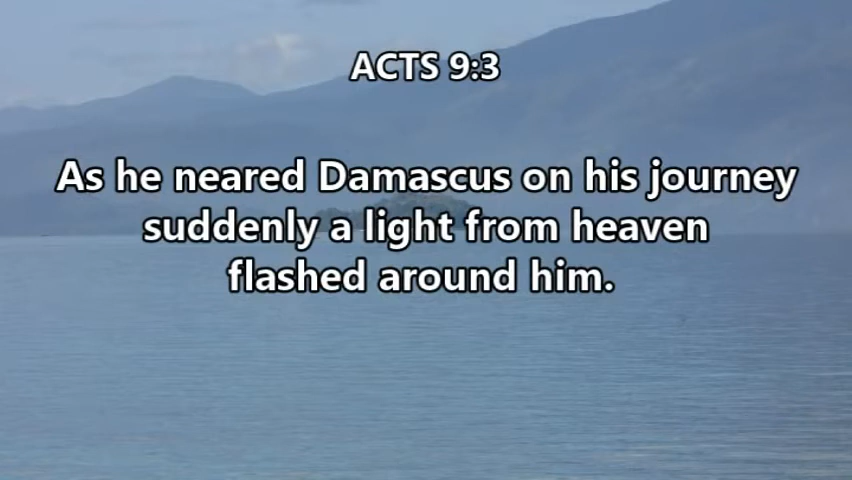 ACTS 9:3
As he neared Damascus on his journey
suddenly a light from heaven
flashed around him.